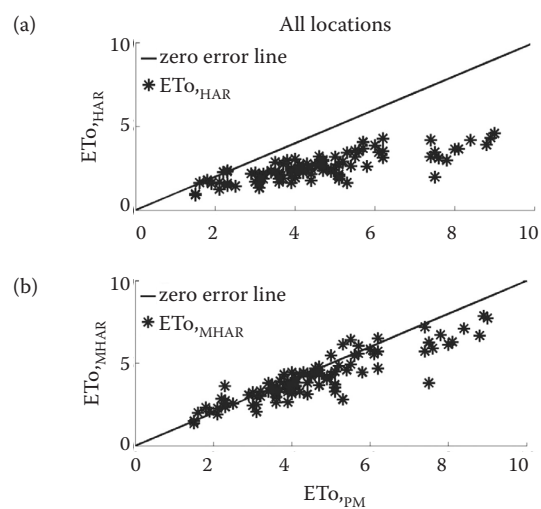 (a)
All locations
10
zero error line
ETo,HAR
ETo,HAR
5
0
0 2 4 6 8 10
(b)
10
zero error line
ETo,MHAR
ETo,MHAR
5
0
0 2 4 6 8 10
ETo,PM